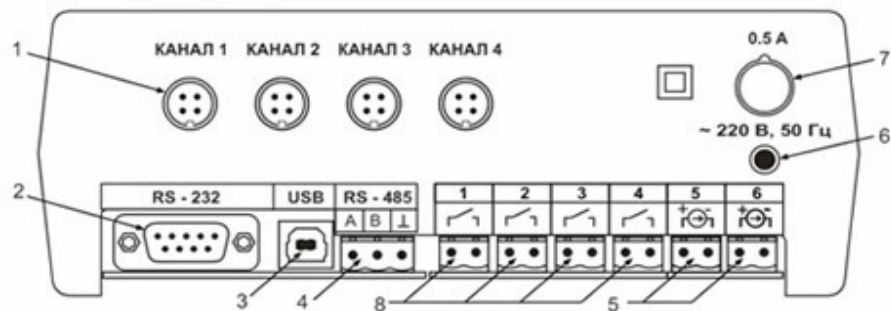 КАНАЛ 1 КАНАЛ 2 КАНАЛ 3 КАНАЛ 4 0.5 А
1
7
~ 220 В, 50 Гц
6
RS - 232 USB RS - 485 1 2 3 4 5 6
2
A B ⊥ + - + -
3 4 8 5